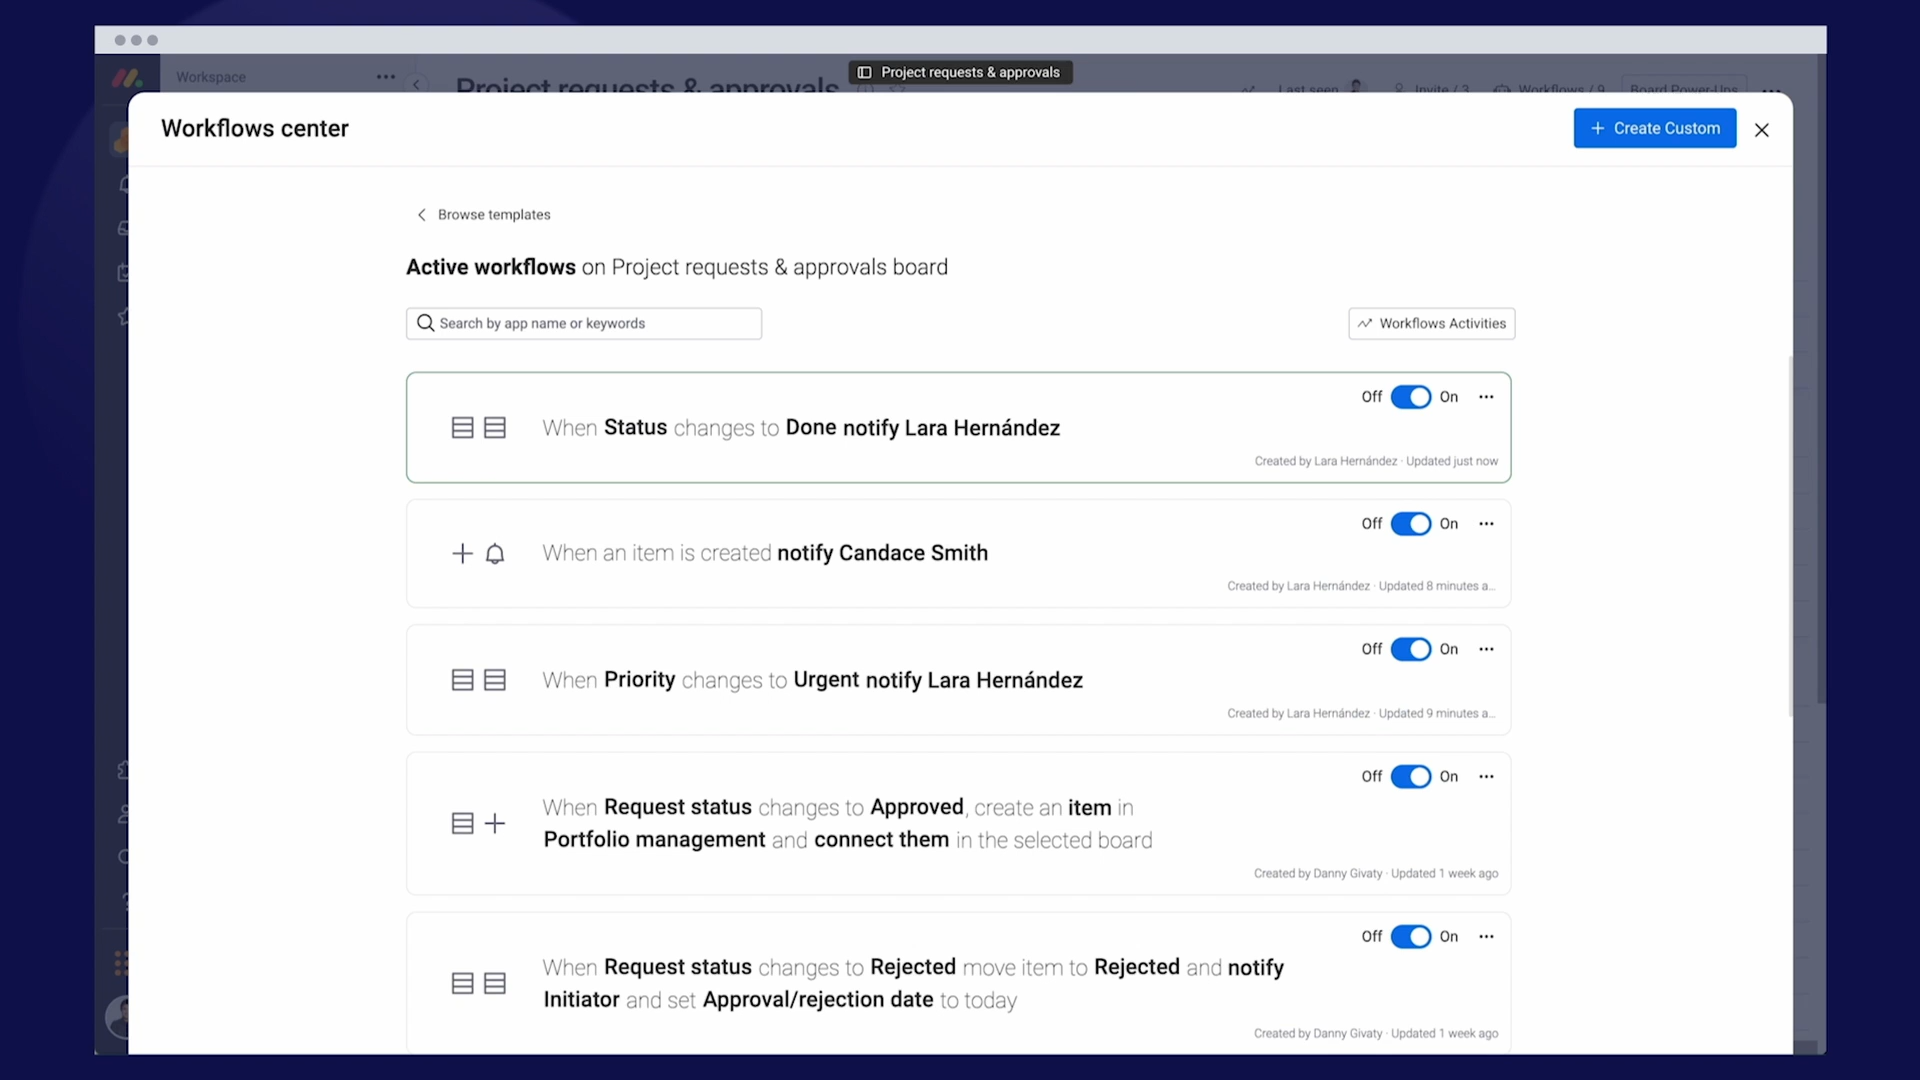 Workspace
Project requests & approvals
Project requests & approvals
Last seen
Invite / 3
Workflows / 9
Board Power-Ups
Workflows center
+ Create Custom
Browse templates
Active workflows on Project requests & approvals board
Search by app name or keywords
Workflows Activities
Off On
When Status changes to Done notify Lara Hernández
Created by Lara Hernández · Updated just now
Off On
When an item is created notify Candace Smith
Created by Lara Hernández · Updated 8 minutes a...
Off On
When Priority changes to Urgent notify Lara Hernández
Created by Lara Hernández · Updated 9 minutes a...
Off On
When Request status changes to Approved, create an item in
Portfolio management and connect them in the selected board
Created by Danny Givaty · Updated 1 week ago
Off On
When Request status changes to Rejected move item to Rejected and notify
Initiator and set Approval/rejection date to today
Created by Danny Givaty · Updated 1 week ago